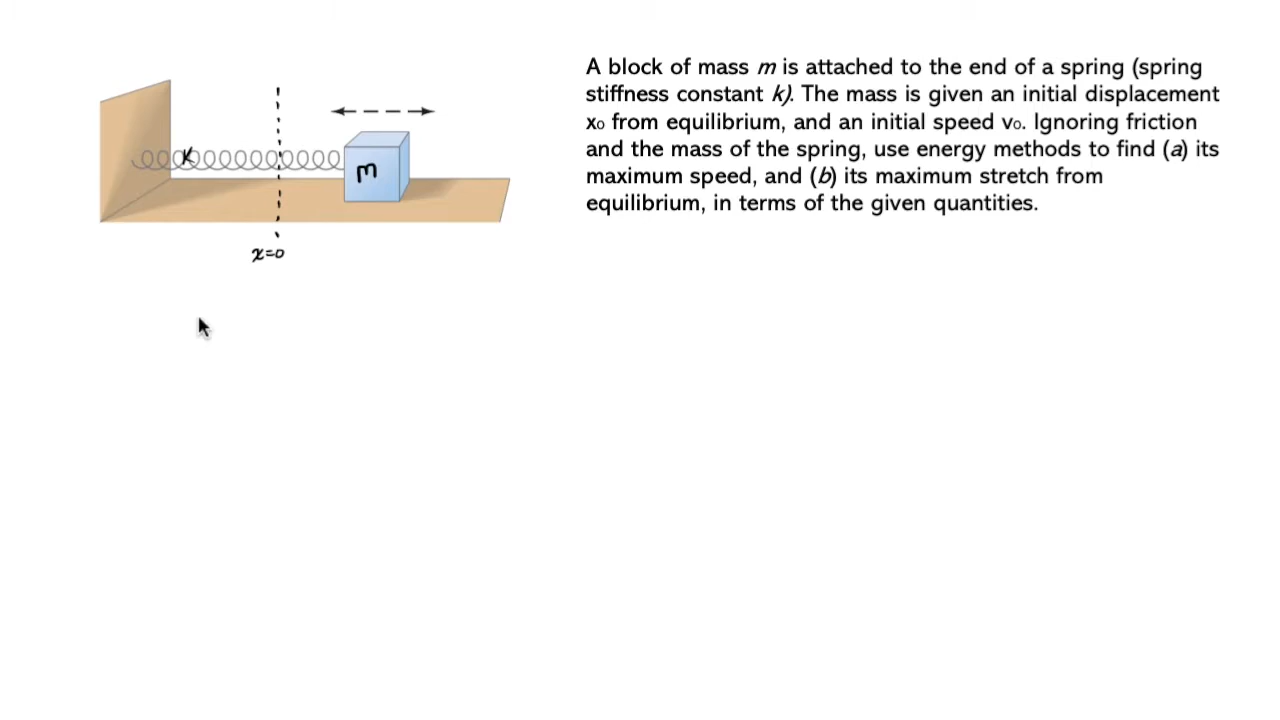 A block of mass m is attached to the end of a spring (spring
stiffness constant k). The mass is given an initial displacement
x₀ from equilibrium, and an initial speed v₀. Ignoring friction
and the mass of the spring, use energy methods to find (a) its
maximum speed, and (b) its maximum stretch from
equilibrium, in terms of the given quantities.
K
m
x=0